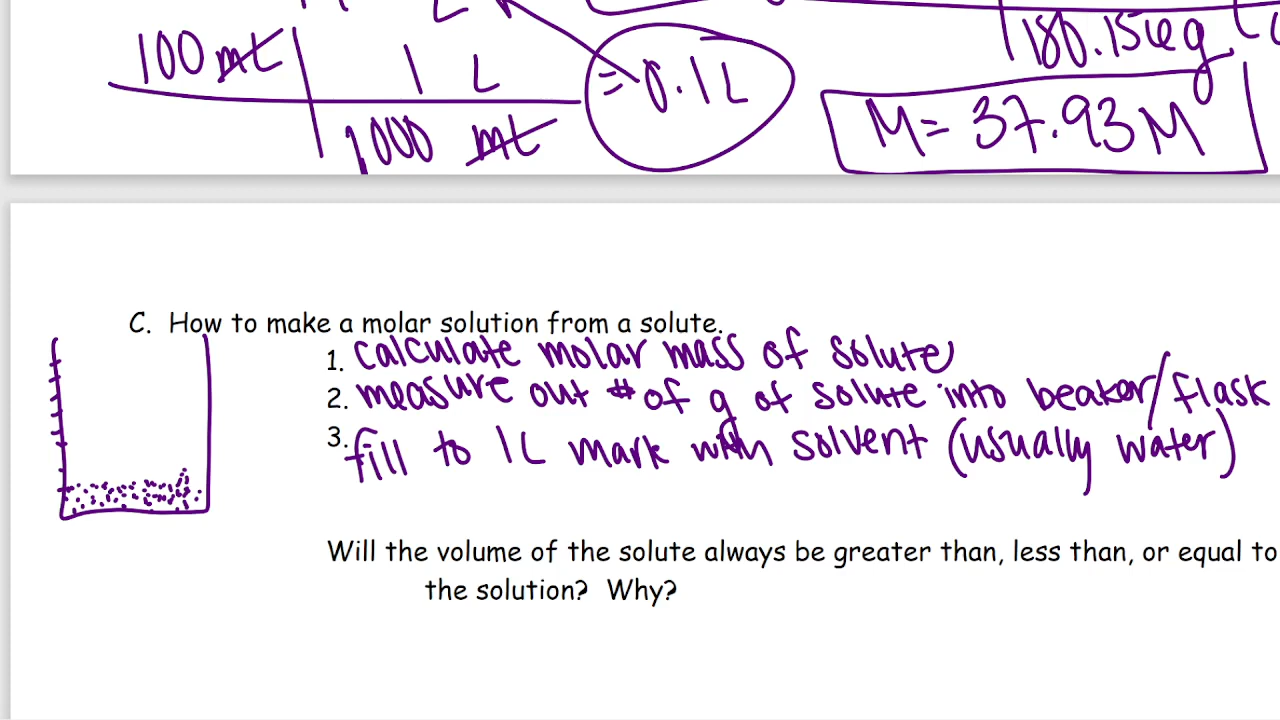 100 mL
1 L
1000 mL
= 0.1L
180.156g
M = 37.93 M
C. How to make a molar solution from a solute.
1. calculate molar mass of solute
2. measure out # of g of solute into beaker/flask
3. fill to 1L mark with solvent (usually water)
Will the volume of the solute always be greater than, less than, or equal to
the solution? Why?